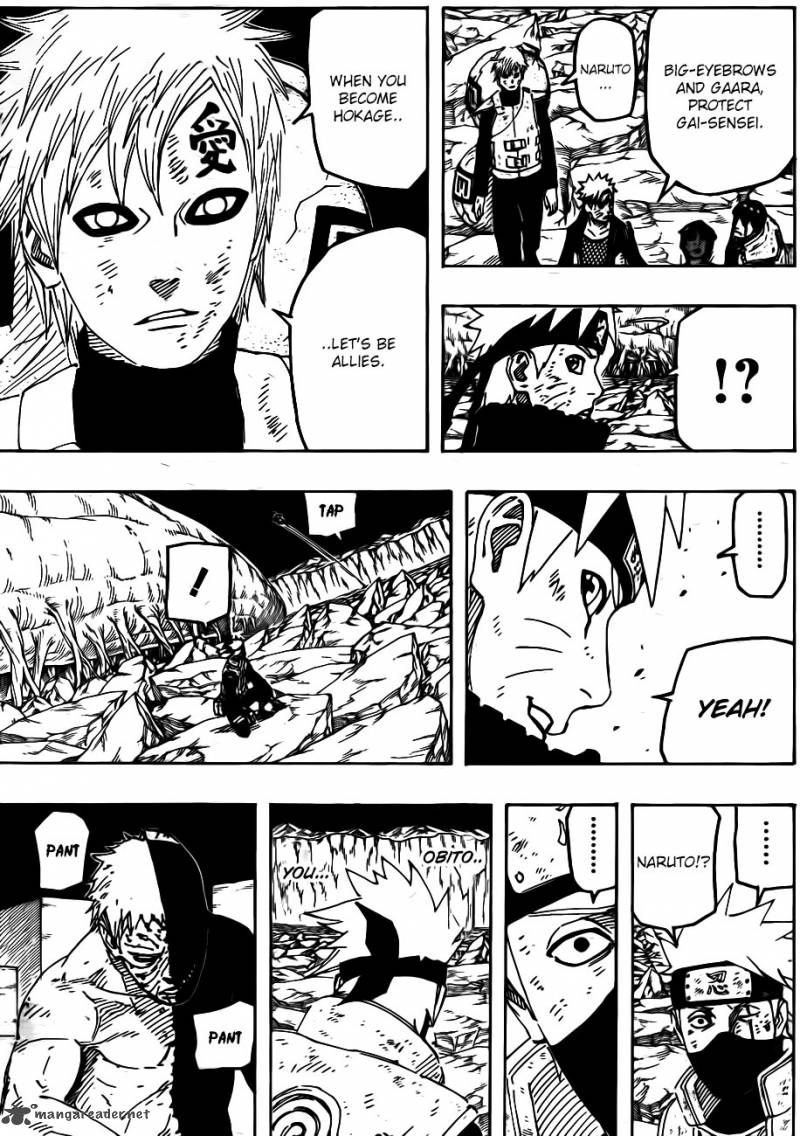 BIG-EYEBROWS
AND GAARA,
PROTECT
GAI-SENSEI.
NARUTO
...
WHEN YOU
BECOME
HOKAGE..
愛
..LET'S BE
ALLIES.
!?
........
YEAH!
TAP
!
........
NARUTO!?
忍
........
OBITO..
YOU...
PANT
PANT
mangareader.net